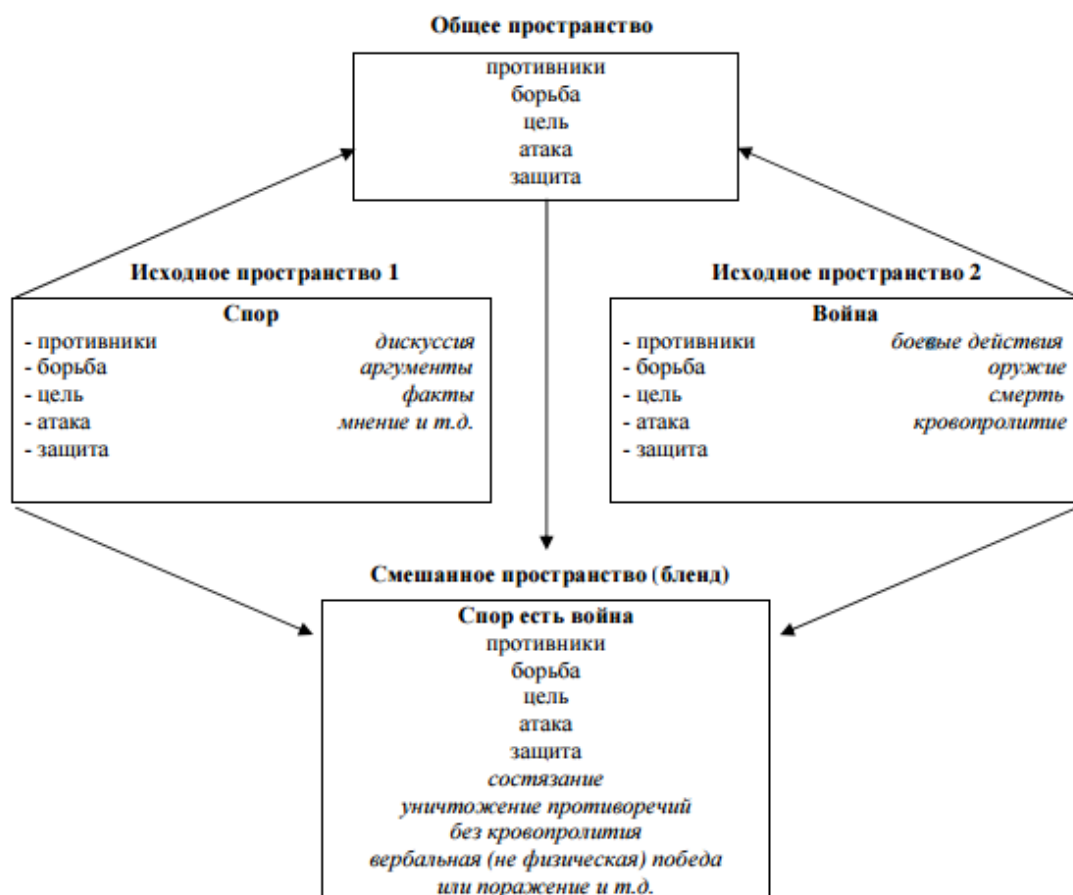 Общее пространство
противники
борьба
цель
атака
защита
Исходное пространство 1
Спор
- противники дискуссия
- борьба аргументы
- цель факты
- атака мнение и т.д.
- защита
Исходное пространство 2
Война
- противники боевые действия
- борьба оружие
- цель смерть
- атака кровопролитие
- защита
Смешанное пространство (бленд)
Спор есть война
противники
борьба
цель
атака
защита
состязание
уничтожение противоречий
без кровопролития
вербальная (не физическая) победа
или поражение и т.д.